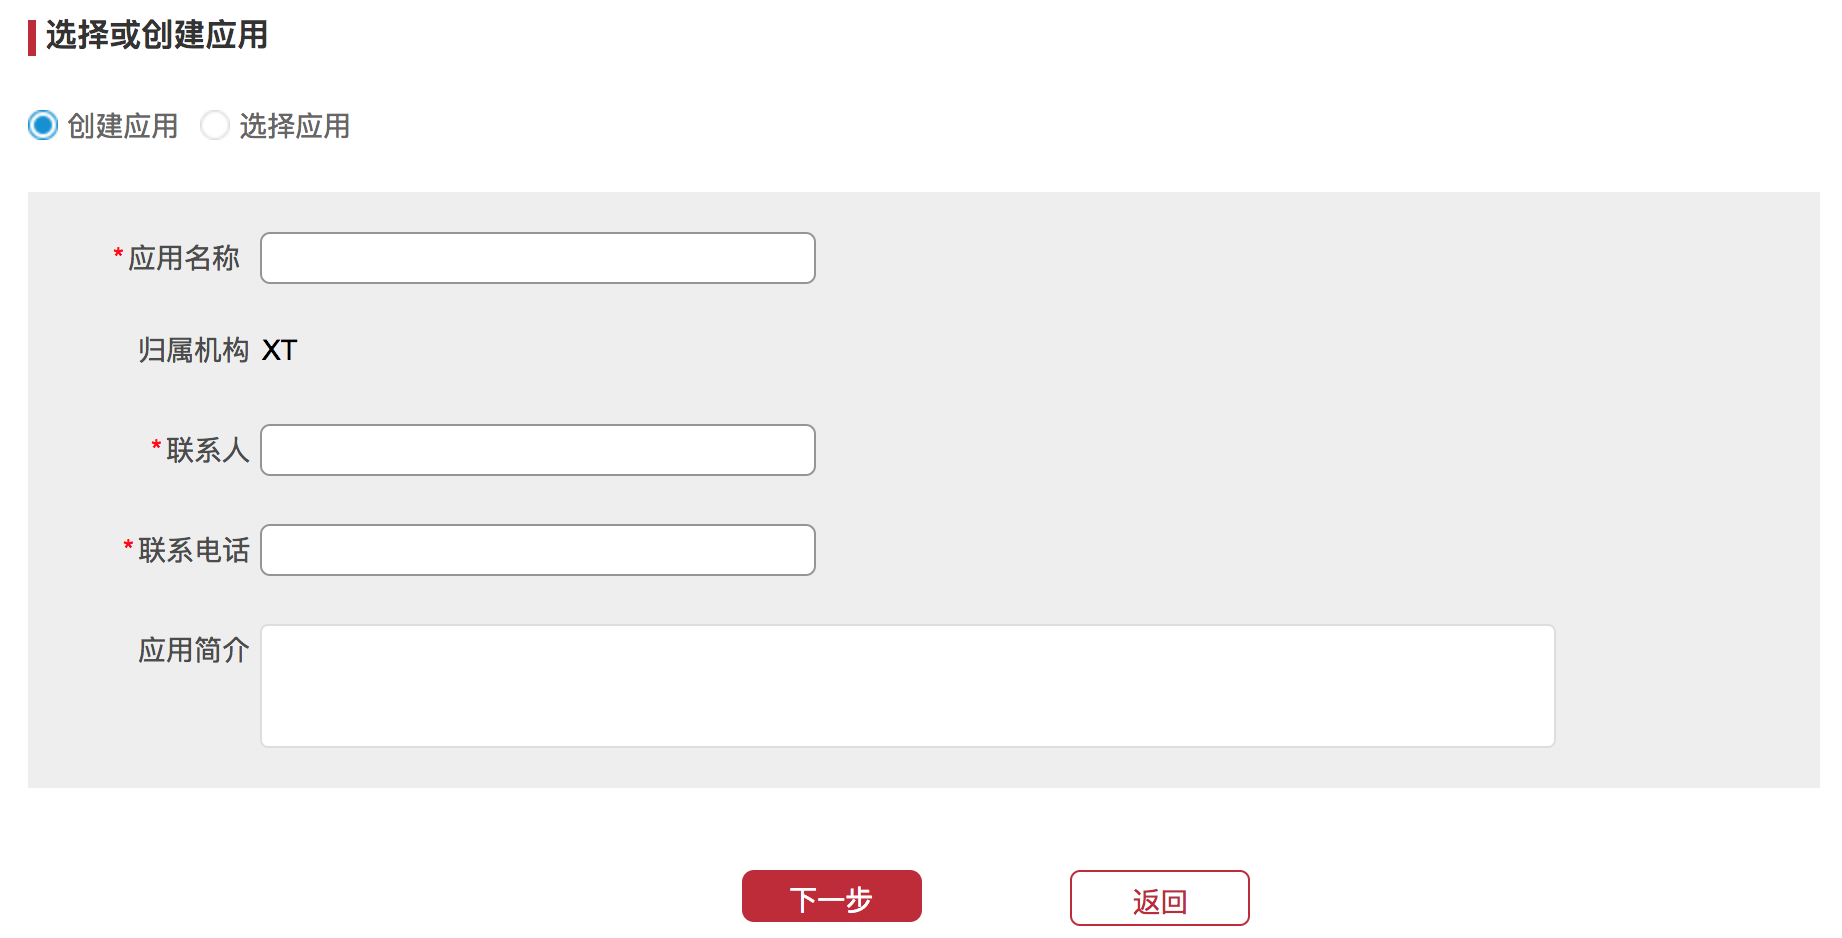 选择或创建应用
创建应用 选择应用
*应用名称
归属机构 XT
*联系人
*联系电话
应用简介
下一步 返回